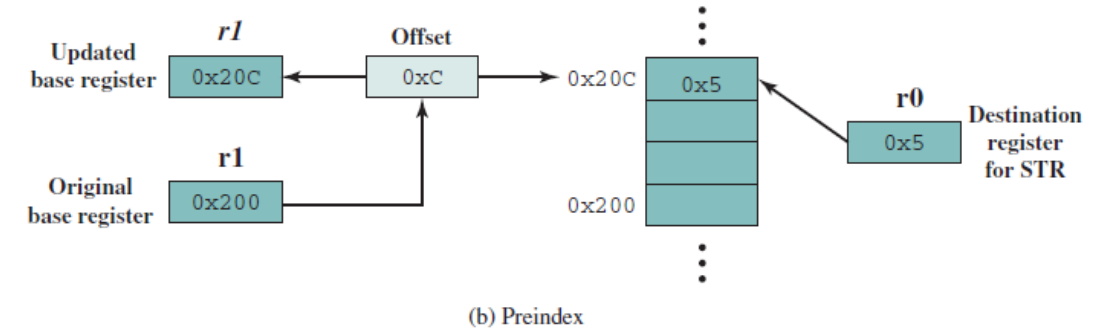 r1
Updated
base register
0x20C
Offset
0xC
0x20C
0x5
r0
0x5
Destination
register
for STR
r1
Original
base register
0x200
0x200
(b) Preindex